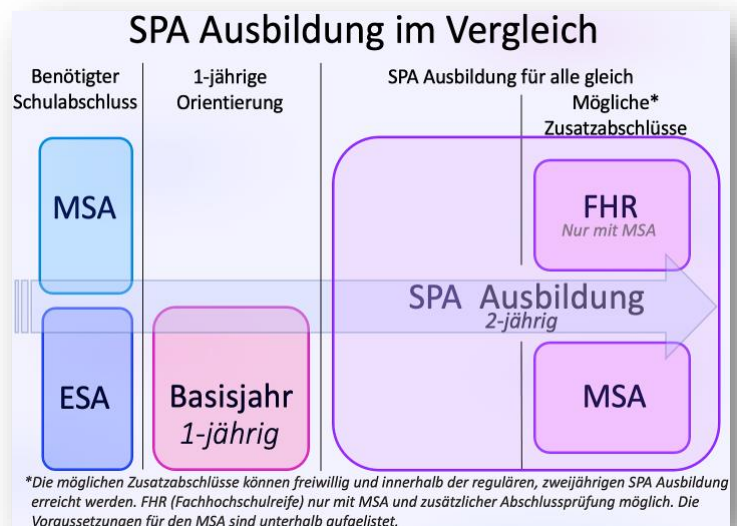 SPA Ausbildung im Vergleich
Benötigter
Schulabschluss
1-jährige
Orientierung
SPA Ausbildung für alle gleich
Mögliche*
Zusatzabschlüsse
MSA
FHR
Nur mit MSA
SPA Ausbildung
2-jährig
ESA
Basisjahr
1-jährig
MSA
*Die möglichen Zusatzabschlüsse können freiwillig und innerhalb der regulären, zweijährigen SPA Ausbildung
erreicht werden. FHR (Fachhochschulreife) nur mit MSA und zusätzlicher Abschlussprüfung möglich. Die
Voraussetzungen für den MSA sind unterhalb aufgelistet.